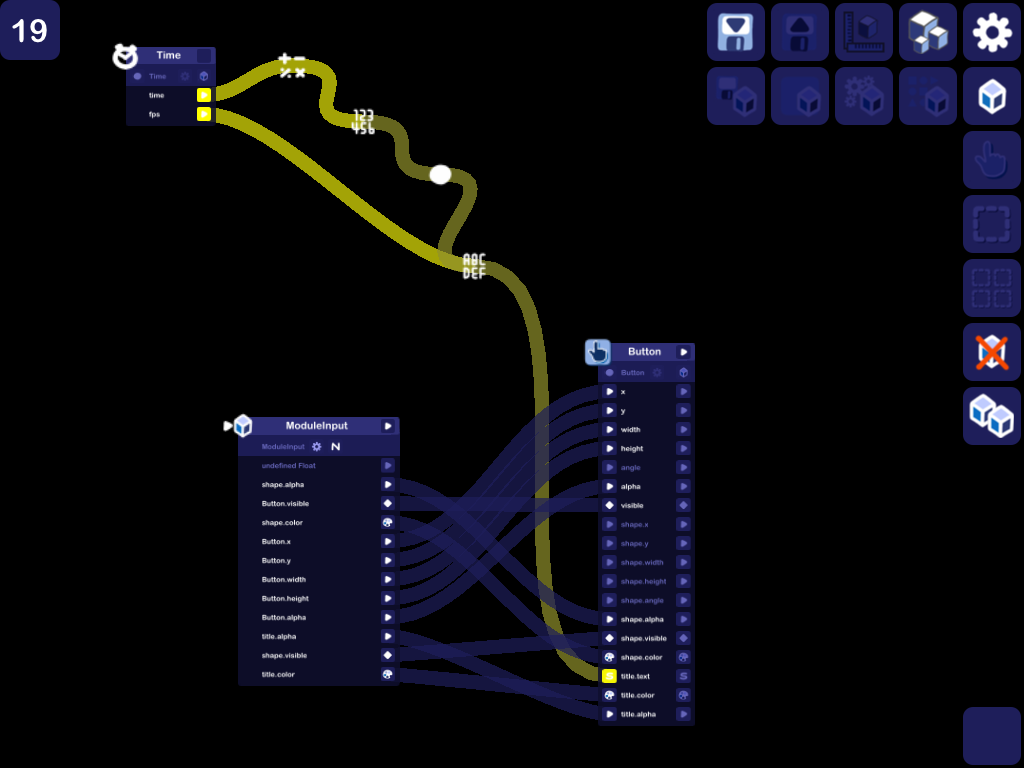 19
Time
Time
time
fps
123
456
ABC
DEF
Button
Button
x
y
width
height
angle
alpha
visible
shape.x
shape.y
shape.width
shape.height
shape.angle
shape.alpha
shape.visible
shape.color
S title.text S
title.color
title.alpha
ModuleInput
ModuleInput N
undefined Float
shape.alpha
Button.visible
shape.color
Button.x
Button.y
Button.width
Button.height
Button.alpha
title.alpha
shape.visible
title.color